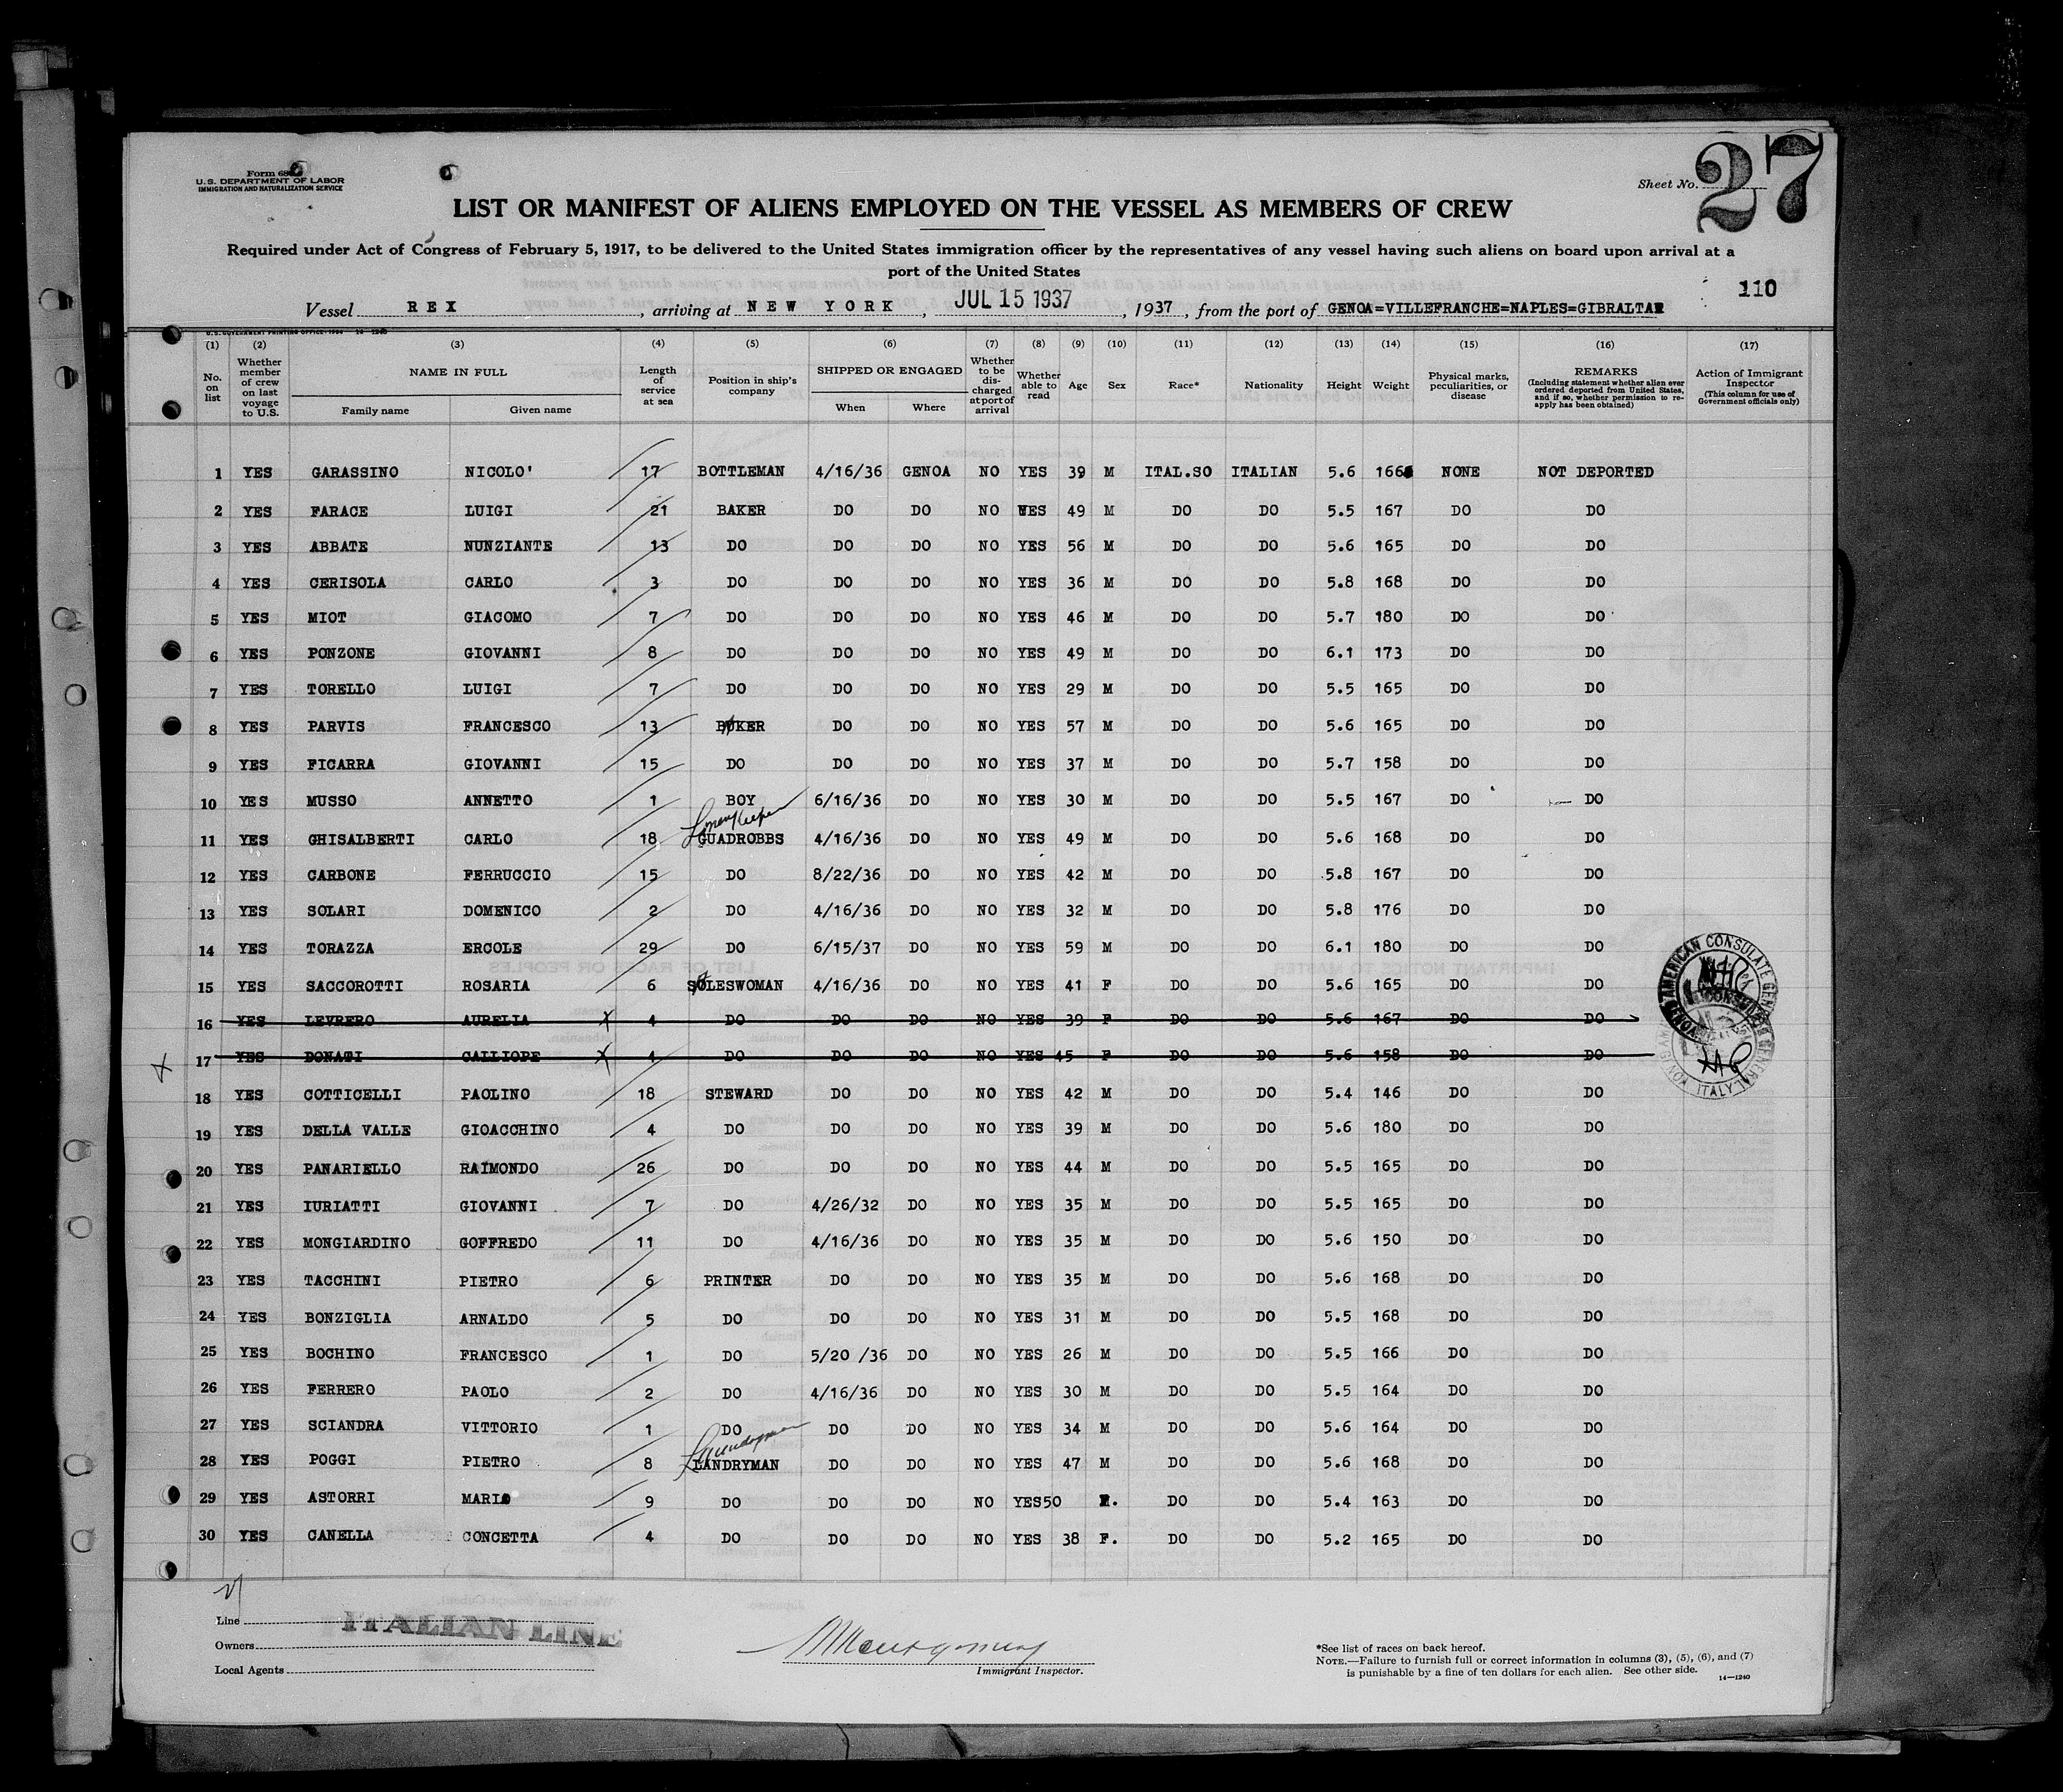 Form 68
U.S. DEPARTMENT OF LABOR
IMMIGRATION AND NATURALIZATION SERVICE
Sheet No. 27
LIST OR MANIFEST OF ALIENS EMPLOYED ON THE VESSEL AS MEMBERS OF CREW
Required under Act of Congress of February 5, 1917, to be delivered to the United States immigration officer by the representatives of any vessel having such aliens on board upon arrival at a
port of the United States
110
Vessel REX, arriving at NEW YORK, JUL 15 1937, 1937, from the port of GENOA=VILLEFRANCHE=NAPLES=GIBRALTAR
(1) (2) (3) (4) (5) (6) (7) (8) (9) (10) (11) (12) (13) (14) (15) (16) (17)
No. on list Whether member of crew on last voyage to U.S. NAME IN FULL Family name Given name Length of service at sea Position in ship's company SHIPPED OR ENGAGED When Where Whether to be discharged at port of arrival Whether able to read Age Sex Race* Nationality Height Weight Physical marks, peculiarities, or disease REMARKS (Including statement whether alien ever ordered deported from United States, and if so, whether permission to reapply has been obtained) Action of Immigrant Inspector (This column for use of Government officials only)
1 YES GARASSINO NICOLO' 17 BOTTLEMAN 4/16/36 GENOA NO YES 39 M ITAL.SO ITALIAN 5.6 166 NONE NOT DEPORTED
2 YES FARACE LUIGI 21 BAKER DO DO NO YES 49 M DO DO 5.5 167 DO DO
3 YES ABBATE NUNZIANTE 13 DO DO DO NO YES 56 M DO DO 5.6 165 DO DO
4 YES CERISOLA CARLO 3 DO DO DO NO YES 36 M DO DO 5.8 168 DO DO
5 YES MIOT GIACOMO 7 DO DO DO NO YES 46 M DO DO 5.7 180 DO DO
6 YES PONZONE GIOVANNI 8 DO DO DO NO YES 49 M DO DO 6.1 173 DO DO
7 YES TORELLO LUIGI 7 DO DO DO NO YES 29 M DO DO 5.5 165 DO DO
8 YES PARVIS FRANCESCO 13 BUKER DO DO NO YES 57 M DO DO 5.6 165 DO DO
9 YES FICARRA GIOVANNI 15 DO DO DO NO YES 37 M DO DO 5.7 158 DO DO
10 YES MUSSO ANNETTO 1 BOY 6/16/36 DO NO YES 30 M DO DO 5.5 167 DO DO
Linen Keeper
11 YES GHISALBERTI CARLO 18 GUADROBBS 4/16/36 DO NO YES 49 M DO DO 5.6 168 DO DO
12 YES CARBONE FERRUCCIO 15 DO 8/22/36 DO NO YES 42 M DO DO 5.8 167 DO DO
13 YES SOLARI DOMENICO 2 DO 4/16/36 DO NO YES 32 M DO DO 5.8 176 DO DO
14 YES TORAZZA ERCOLE 29 DO 6/15/37 DO NO YES 59 M DO DO 6.1 180 DO DO
15 YES SACCOROTTI ROSARIA 6 SOLESWOMAN 4/16/36 DO NO YES 41 F DO DO 5.6 165 DO DO
16 YES LEVRERO AURELIA X 4 DO DO DO NO YES 39 F DO DO 5.6 167 DO DO
X 17 YES DONATI CALLIOPE X 4 DO DO DO NO YES 45 F DO DO 5.6 158 DO DO
AMERICAN CONSULATE GENERAL
ITALY
18 YES COTTICELLI PAOLINO 18 STEWARD DO DO NO YES 42 M DO DO 5.4 146 DO DO
19 YES DELLA VALLE GIOACCHINO 4 DO DO DO NO YES 39 M DO DO 5.6 180 DO DO
20 YES PANARIELLO RAIMONDO 26 DO DO DO NO YES 44 M DO DO 5.5 165 DO DO
21 YES IURIATTI GIOVANNI 7 DO 4/26/32 DO NO YES 35 M DO DO 5.5 165 DO DO
22 YES MONGIARDINO GOFFREDO 11 DO 4/16/36 DO NO YES 35 M DO DO 5.6 150 DO DO
23 YES TACCHINI PIETRO 6 PRINTER DO DO NO YES 35 M DO DO 5.6 168 DO DO
24 YES BONZIGLIA ARNALDO 5 DO DO DO NO YES 31 M DO DO 5.5 168 DO DO
25 YES BOCHINO FRANCESCO 1 DO 5/20 /36 DO NO YES 26 M DO DO 5.5 166 DO DO
26 YES FERRERO PAOLO 2 DO 4/16/36 DO NO YES 30 M DO DO 5.5 164 DO DO
27 YES SCIANDRA VITTORIO 1 DO DO DO NO YES 34 M DO DO 5.6 164 DO DO
Laundryman
28 YES POGGI PIETRO 8 LANDRYMAN DO DO NO YES 47 M DO DO 5.6 168 DO DO
29 YES ASTORRI MARIO 9 DO DO DO NO YES 50 DO DO 5.4 163 DO DO
30 YES CANELLA CONCETTA 4 DO DO DO NO YES 38 F. DO DO 5.2 165 DO DO
Line ITALIAN LINE
Owners
Local Agents
Montgomery
Immigrant Inspector.
*See list of races on back hereof.
NOTE.—Failure to furnish full or correct information in columns (3), (5), (6), and (7)
is punishable by a fine of ten dollars for each alien. See other side.
14—1240